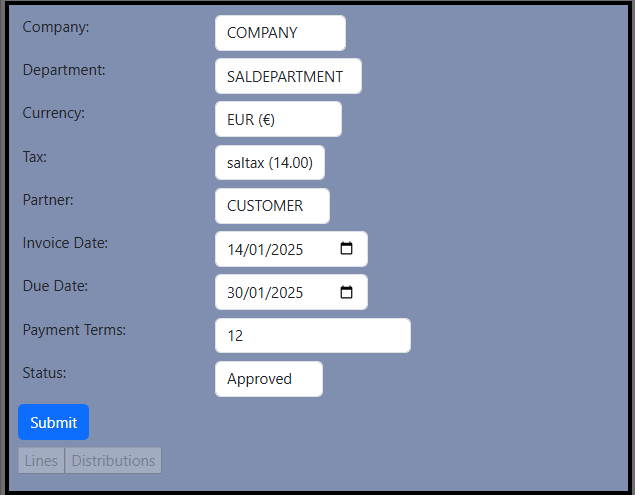 Company: COMPANY
Department: SALDEPARTMENT
Currency: EUR (€)
Tax: saltax (14.00)
Partner: CUSTOMER
Invoice Date: 14/01/2025
Due Date: 30/01/2025
Payment Terms: 12
Status: Approved
Submit
Lines Distributions